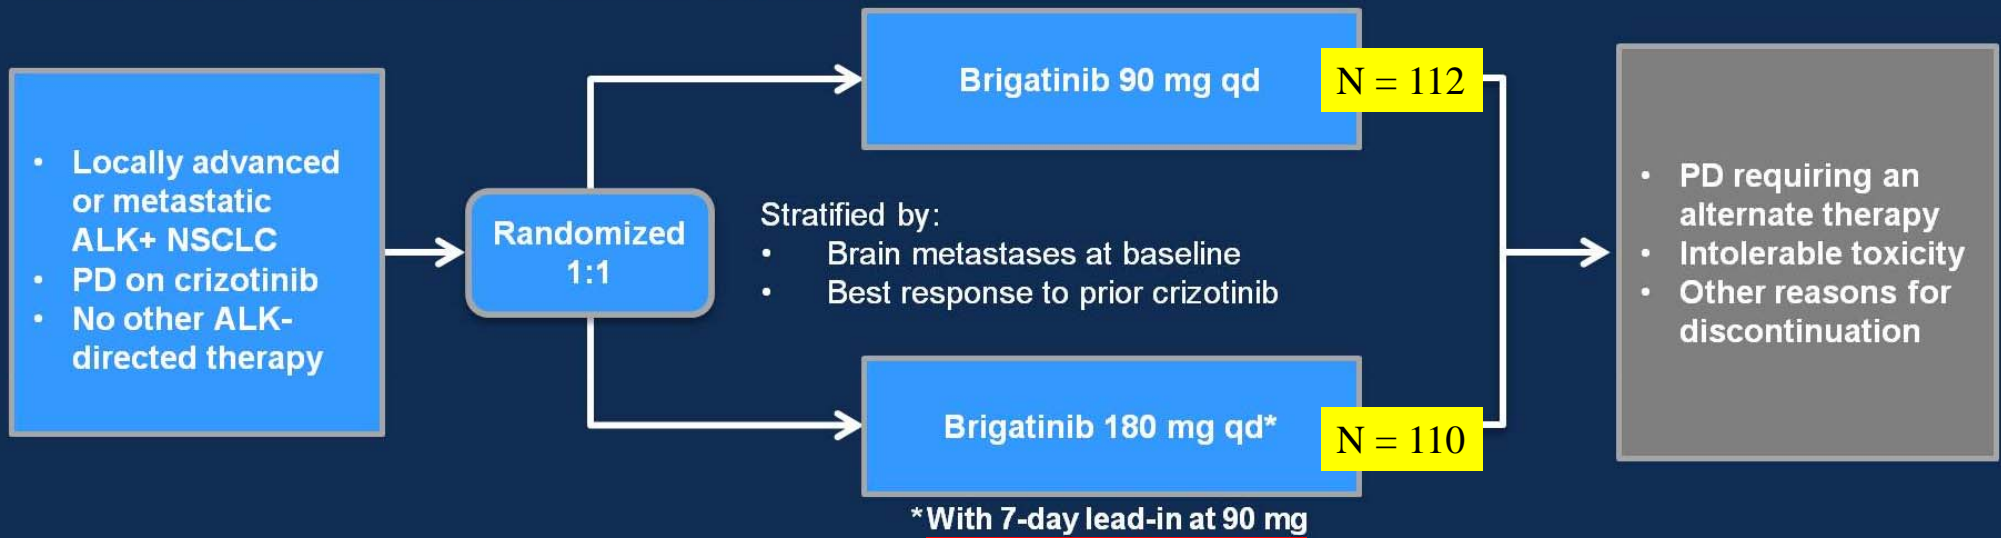 • Locally advanced
or metastatic
ALK+ NSCLC
• PD on crizotinib
• No other ALK-
directed therapy
Randomized
1:1
Brigatinib 90 mg qd
N = 112
Stratified by:
• Brain metastases at baseline
• Best response to prior crizotinib
Brigatinib 180 mg qd*
N = 110
*With 7-day lead-in at 90 mg
• PD requiring an
alternate therapy
• Intolerable toxicity
• Other reasons for
discontinuation